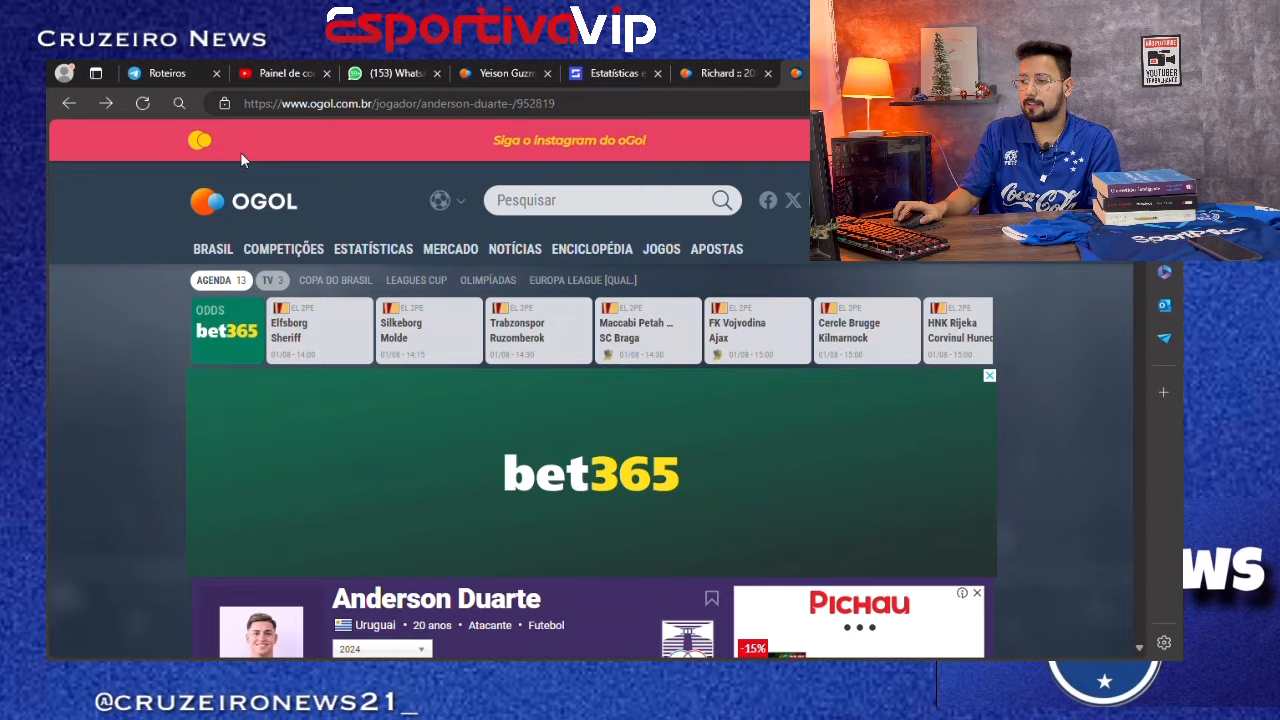 CRUZEIRO NEWS
EsportivaVip
NÃO PERTURBE
YOUTUBER
TRABALHANDO
Roteiros
Painel de co
(153) Whats
Yeison Guzm
Estatísticas e
Richard :: 20
https://www.ogol.com.br/jogador/anderson-duarte-/952819
Siga o instagram do oGol
OGOL
Pesquisar
Coca-Cola
BRASIL COMPETIÇÕES ESTATÍSTICAS MERCADO NOTÍCIAS ENCICLOPÉDIA JOGOS APOSTAS
AGENDA 13 TV 3 COPA DO BRASIL LEAGUES CUP OLIMPÍADAS EUROPA LEAGUE [QUAL.]
ODDS
bet365
EL 2PE
Elfsborg
Sheriff
01/08 - 14:00
EL 2PE
Silkeborg
Molde
01/08 - 14:15
EL 2PE
Trabzonspor
Ruzomberok
01/08 - 14:30
EL 2PE
Maccabi Petah ...
SC Braga
01/08 - 14:30
EL 2PE
FK Vojvodina
Ajax
01/08 - 15:00
EL 2PE
Cercle Brugge
Kilmarnock
01/08 - 15:00
EL 2PE
HNK Rijeka
Corvinul Hunec
01/08 - 15:00
bet365
Anderson Duarte
Uruguai • 20 anos • Atacante • Futebol
2024
PICHAU
-15%
WS
@CRUZEIRONEWS21_